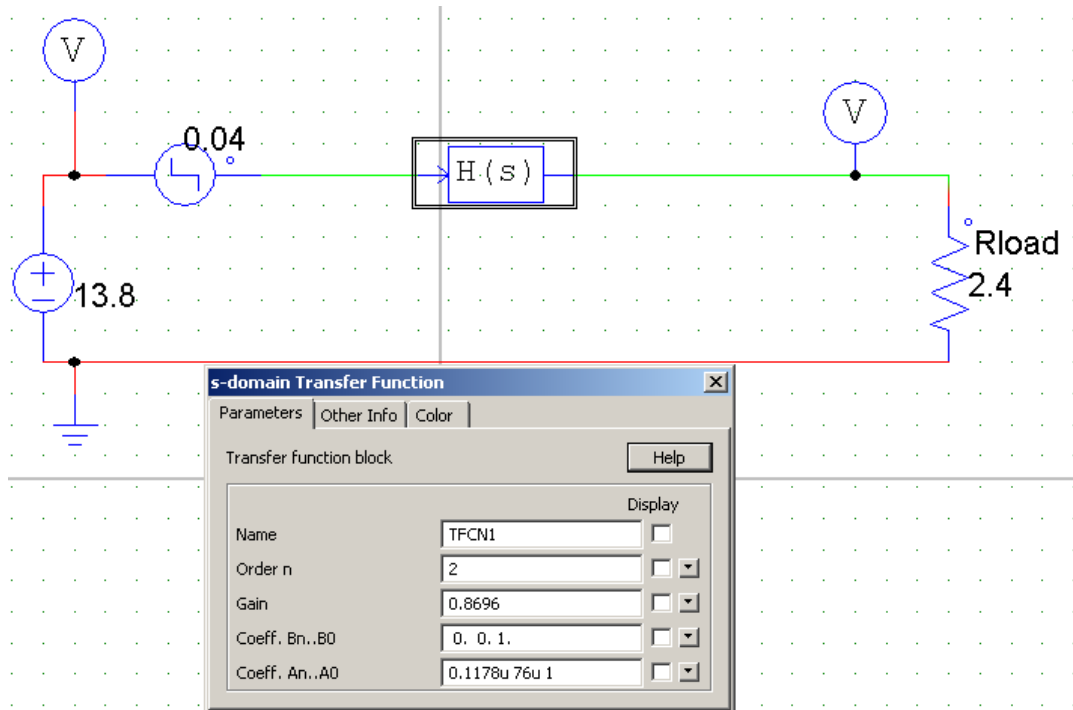 V
V
0.04
H(s)
Rload
2.4
+
13.8
s-domain Transfer Function
Parameters Other Info Color
Transfer function block Help
Display
Name TFCN1
Order n 2
Gain 0.8696
Coeff. Bn..B0 0. 0. 1.
Coeff. An..A0 0.1178u 76u 1